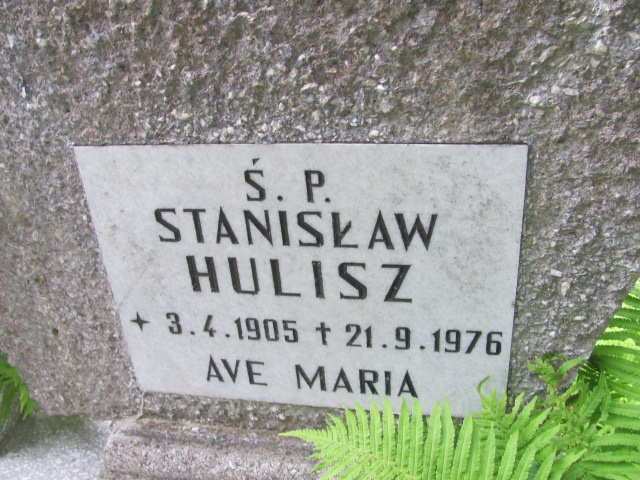 Ś. P.
STANISŁAW
HULISZ
✦ 3.4.1905 ✝ 21.9.1976
AVE MARIA